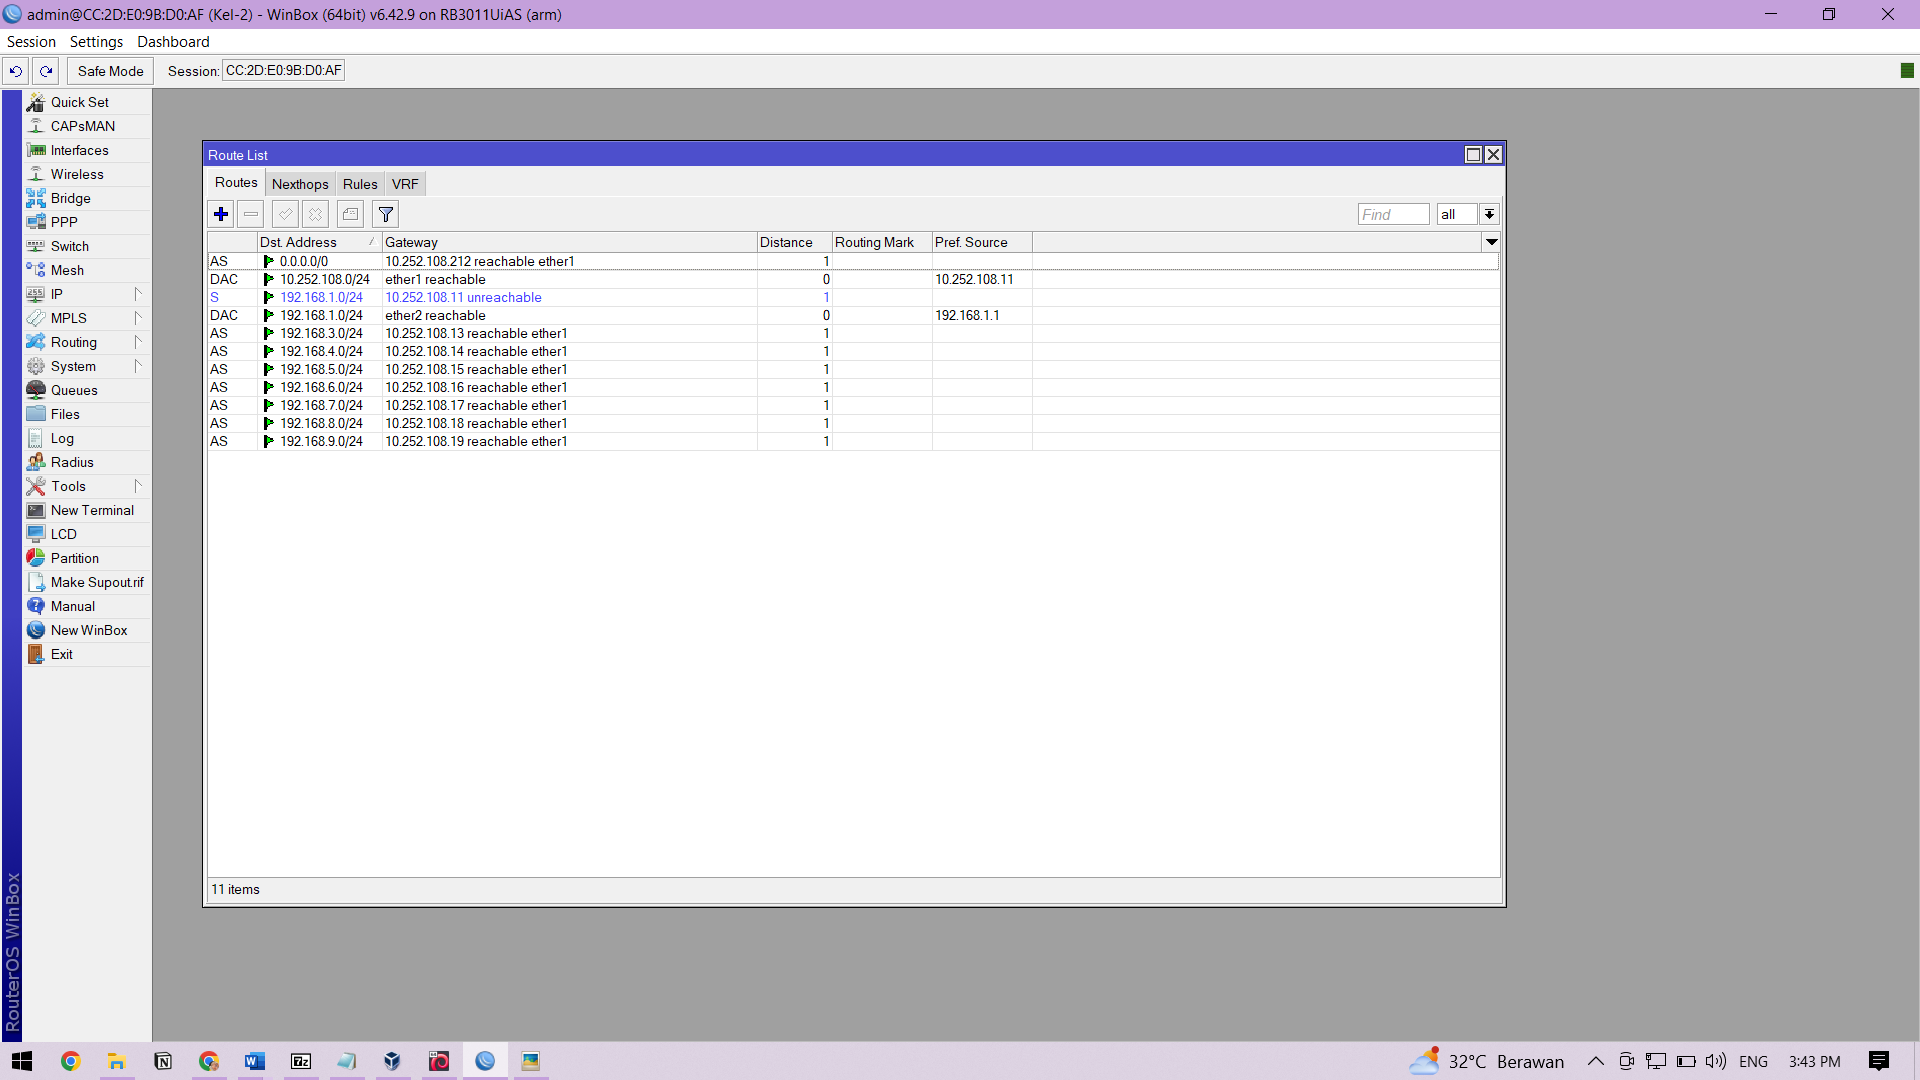 admin@CC:2D:E0:9B:D0:AF (Kel-2) - WinBox (64bit) v6.42.9 on RB3011UiAS (arm)
Session Settings Dashboard
Safe Mode Session: CC:2D:E0:9B:D0:AF
Quick Set
CAPsMAN
Interfaces
Wireless
Bridge
PPP
Switch
Mesh
IP
MPLS
Routing
System
Queues
Files
Log
Radius
Tools
New Terminal
LCD
Partition
Make Supout.rif
Manual
New WinBox
Exit
RouterOS WinBox
Route List
Routes Nexthops Rules VRF
Find all
Dst. Address Gateway Distance Routing Mark Pref. Source
AS 0.0.0.0/0 10.252.108.212 reachable ether1 1
DAC 10.252.108.0/24 ether1 reachable 0 10.252.108.11
S 192.168.1.0/24 10.252.108.11 unreachable 1
DAC 192.168.1.0/24 ether2 reachable 0 192.168.1.1
AS 192.168.3.0/24 10.252.108.13 reachable ether1 1
AS 192.168.4.0/24 10.252.108.14 reachable ether1 1
AS 192.168.5.0/24 10.252.108.15 reachable ether1 1
AS 192.168.6.0/24 10.252.108.16 reachable ether1 1
AS 192.168.7.0/24 10.252.108.17 reachable ether1 1
AS 192.168.8.0/24 10.252.108.18 reachable ether1 1
AS 192.168.9.0/24 10.252.108.19 reachable ether1 1
11 items
32°C Berawan ENG 3:43 PM